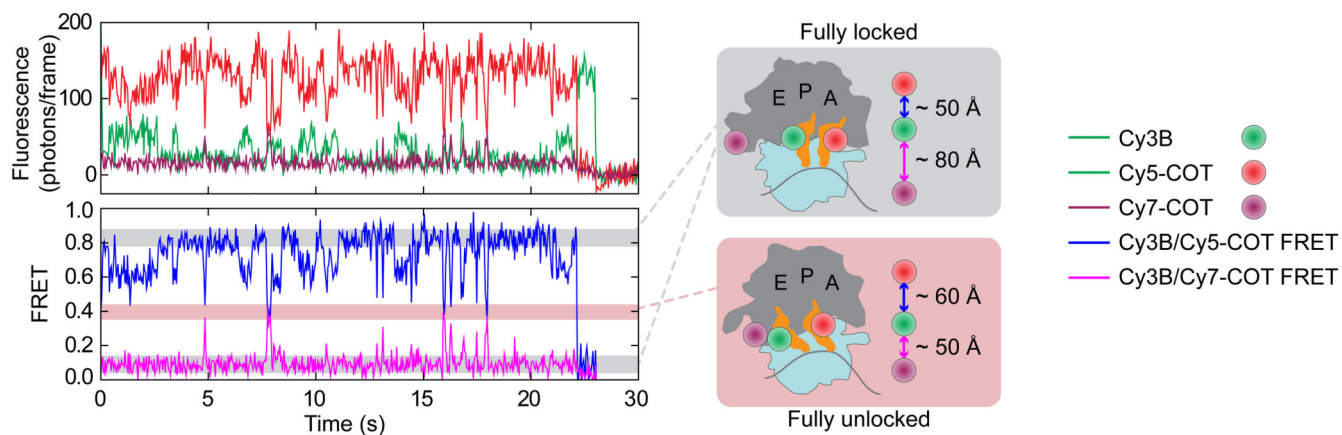 200
100
0
Fluorescence
(photons/frame)
1.0
0.8
0.6
0.4
0.2
0.0
FRET
0 5 10 15 20 25 30
Time (s)
Fully locked
E P A
~ 50 Å
~ 80 Å
E P A
~ 60 Å
~ 50 Å
Fully unlocked
Cy3B
Cy5-COT
Cy7-COT
Cy3B/Cy5-COT FRET
Cy3B/Cy7-COT FRET